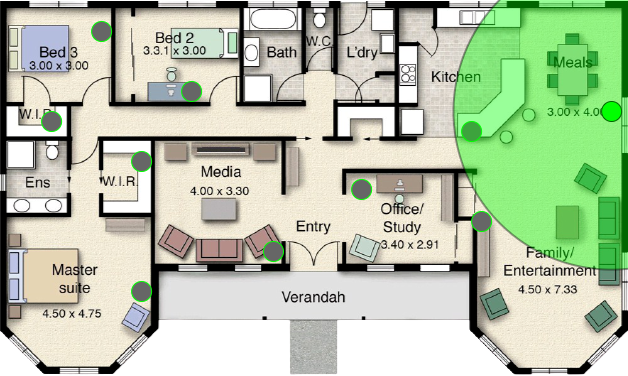 Bed 3
3.00 x 3.00
Bed 2
3.3.1 x 3.00
Bath
W.C.
L'dry
Kitchen
Meals
3.00 x 4.00
W.I.R.
Ens
W.I.R.
Media
4.00 x 3.30
Entry
Office/
Study
3.40 x 2.91
Family/
Entertainment
4.50 x 7.33
Master
suite
4.50 x 4.75
Verandah